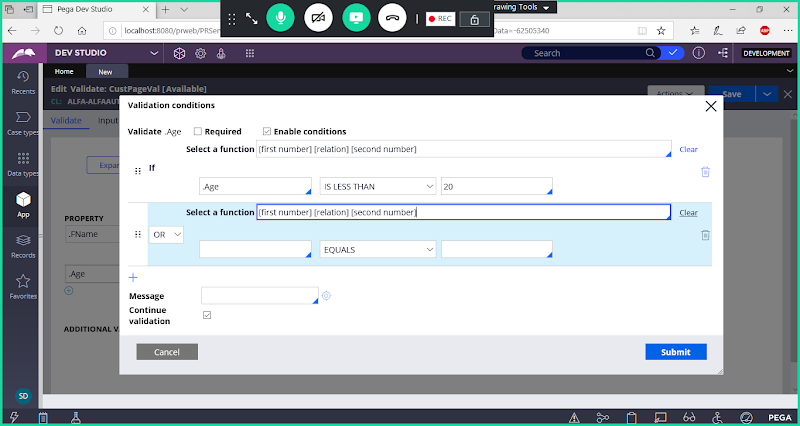 Pega Dev Studio
REC
rawing Tools
localhost:8080/prweb/PRSer
Data=-62505340
DEV STUDIO
Search
DEVELOPMENT
Home
New
Recents
Case types
Data types
App
Records
Favorites
SD
Edit Validate: CustPageVal [Available]
CL: ALFA-ALFAAUT
Actions
Save
Validate
Input
Expan
PROPERTY
.FName
.Age
ADDITIONAL VA
Validation conditions
Validate .Age
Required
Enable conditions
Select a function
[first number] [relation] [second number]
Clear
If
.Age
IS LESS THAN
20
Select a function
[first number] [relation] [second number]
Clear
OR
EQUALS
Message
Continue
validation
Cancel
Submit
PEGA